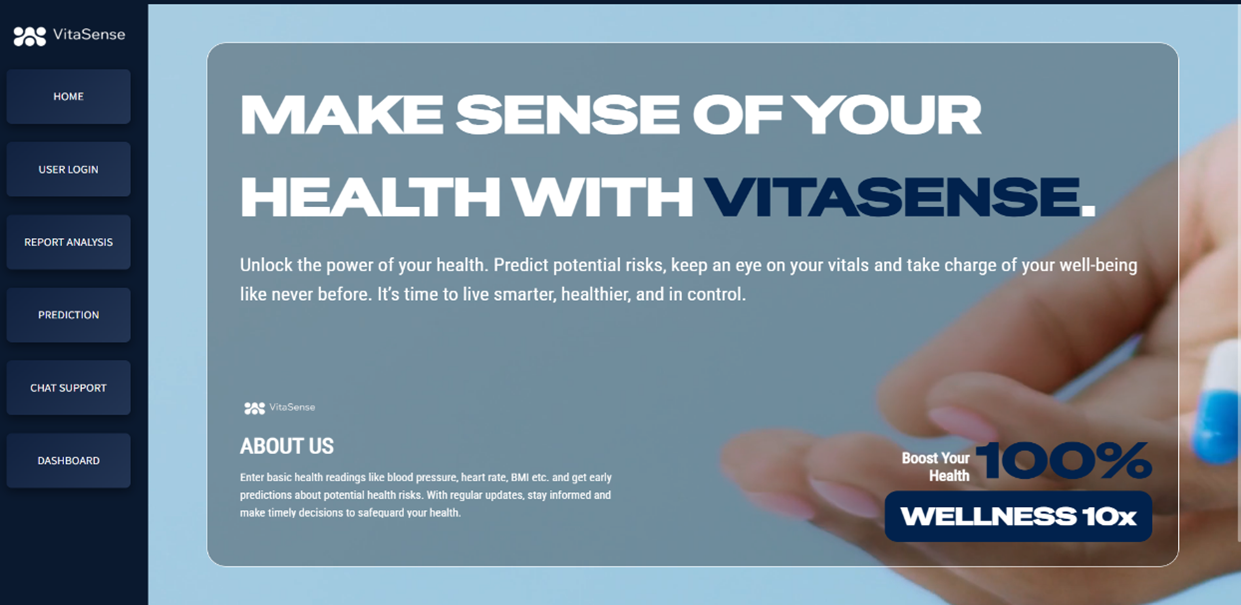 VitaSense
HOME
USER LOGIN
REPORT ANALYSIS
PREDICTION
CHAT SUPPORT
DASHBOARD
MAKE SENSE OF YOUR
HEALTH WITH VITASENSE.
Unlock the power of your health. Predict potential risks, keep an eye on your vitals and take charge of your well-being
like never before. It's time to live smarter, healthier, and in control.
VitaSense
ABOUT US
Enter basic health readings like blood pressure, heart rate, BMI etc. and get early
predictions about potential health risks. With regular updates, stay informed and
make timely decisions to safeguard your health.
Boost Your
Health
100%
WELLNESS 10x